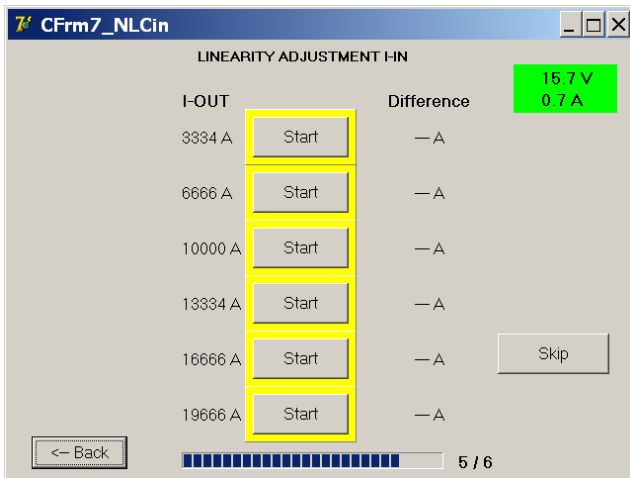 CFrm7_NLCin
LINEARITY ADJUSTMENT I-IN
15.7 V
0.7 A
I-OUT Difference
3334 A Start — A
6666 A Start — A
10000 A Start — A
13334 A Start — A
16666 A Start — A
Skip
19666 A Start — A
<-- Back
5 / 6